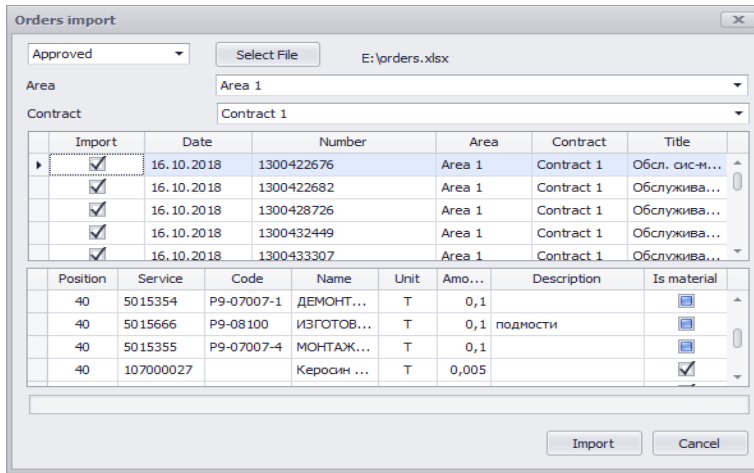 Orders import
Approved Select File E:\orders.xlsx
Area Area 1
Contract Contract 1
Import Date Number Area Contract Title
16.10.2018 1300422676 Area 1 Contract 1 Обсл. сис-м...
16.10.2018 1300422682 Area 1 Contract 1 Обслужива...
16.10.2018 1300428726 Area 1 Contract 1 Обслужива...
16.10.2018 1300432449 Area 1 Contract 1 Обслужива...
16.10.2018 1300433307 Area 1 Contract 1 Обслужива...
Position Service Code Name Unit Amo... Description Is material
40 5015354 P9-07007-1 ДЕМОНТ... Т 0,1
40 5015666 P9-08100 ИЗГОТОВ... Т 0,1 подмости
40 5015355 P9-07007-4 МОНТАЖ... Т 0,1
40 107000027 Керосин ... Т 0,005
Import Cancel